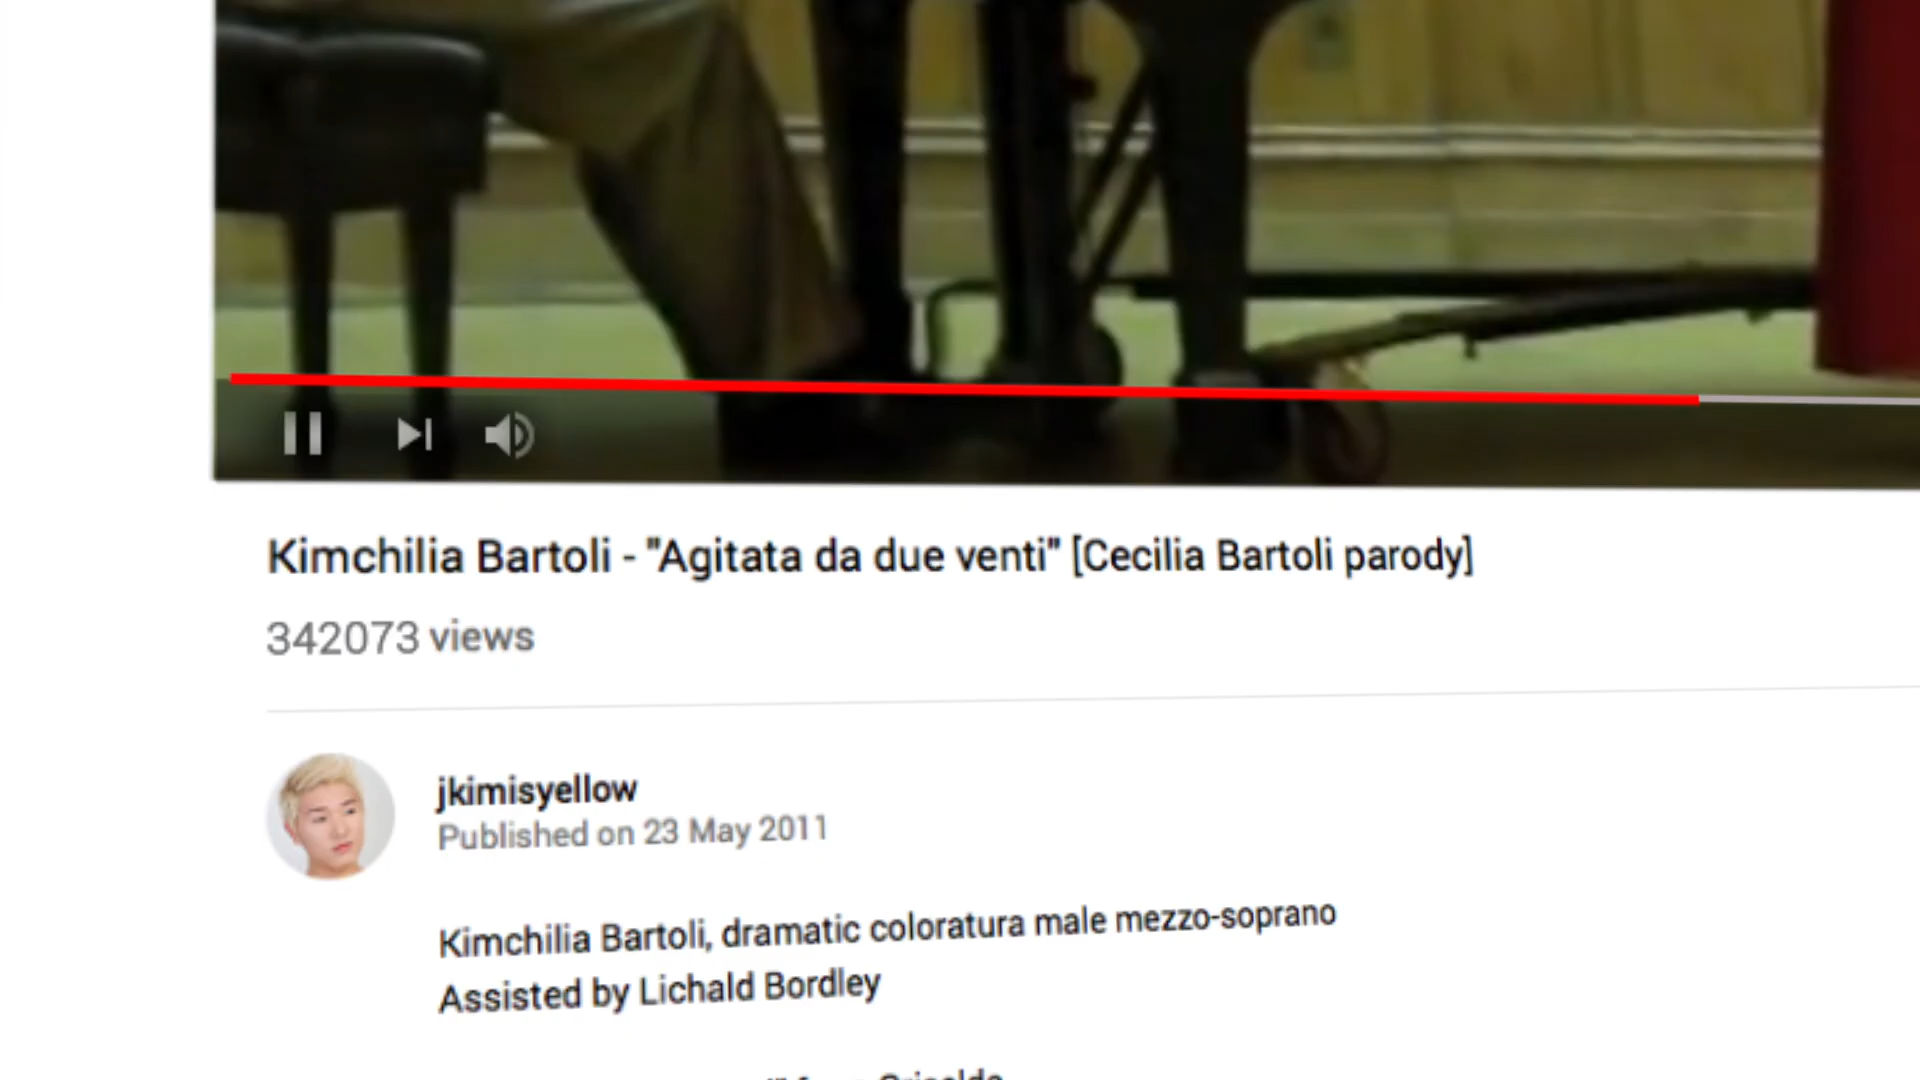 Kimchilia Bartoli - "Agitata da due venti" [Cecilia Bartoli parody]
342073 views
jkimisyellow
Published on 23 May 2011
Kimchilia Bartoli, dramatic coloratura male mezzo-soprano
Assisted by Lichald Bordley